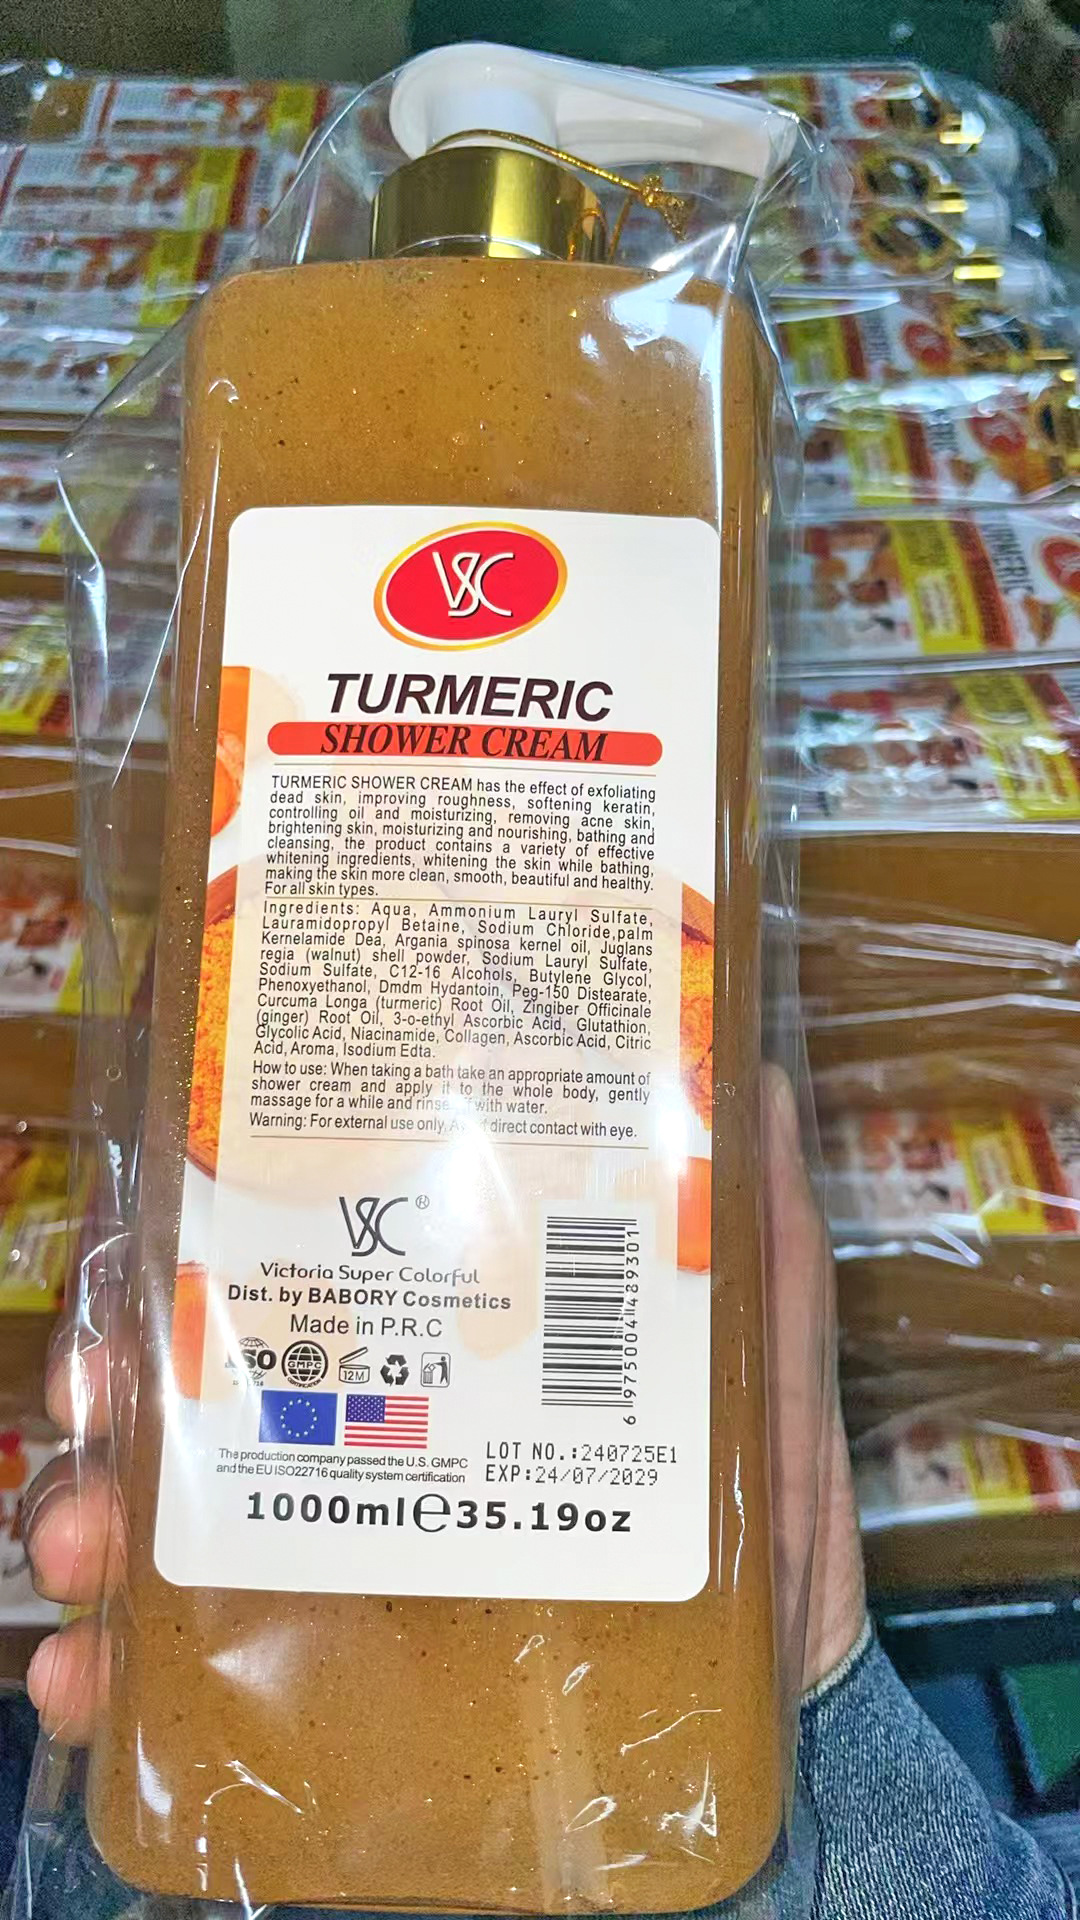 VSC
TURMERIC
SHOWER CREAM
TURMERIC SHOWER CREAM has the effect of exfoliating
dead skin, improving roughness, softening keratin,
controlling oil and moisturizing, removing acne skin,
brightening skin, moisturizing and nourishing, bathing and
cleansing, the product contains a variety of effective
whitening ingredients, whitening the skin while bathing,
making the skin more clean, smooth, beautiful and healthy.
For all skin types.
Ingredients: Aqua, Ammonium Lauryl Sulfate,
Lauramidopropyl Betaine, Sodium Chloride,palm
Kernelamide Dea, Argania spinosa kernel oil, Juglans
regia (walnut) shell powder, Sodium Lauryl Sulfate,
Sodium Sulfate, C12-16 Alcohols, Butylene Glycol,
Phenoxyethanol, Dmdm Hydantoin, Peg-150 Distearate,
Curcuma Longa (turmeric) Root Oil, Zingiber Officinale
(ginger) Root Oil, 3-o-ethyl Ascorbic Acid, Glutathion,
Glycolic Acid, Niacinamide, Collagen, Ascorbic Acid, Citric
Acid, Aroma, Isodium Edta.
How to use: When taking a bath take an appropriate amount of
shower cream and apply it to the whole body, gently
massage for a while and rinse with water.
Warning: For external use only, direct contact with eye.
VSC®
Victoria Super Colorful
Dist. by BABORY Cosmetics
Made in P.R.C
ISO GMPC 12M
The production company passed the U.S. GMPC
and the EU ISO22716 quality system certification
6 975004 489301
LOT NO.:240725E1
EXP:24/07/2029
1000ml℮35.19oz
TURMERIC